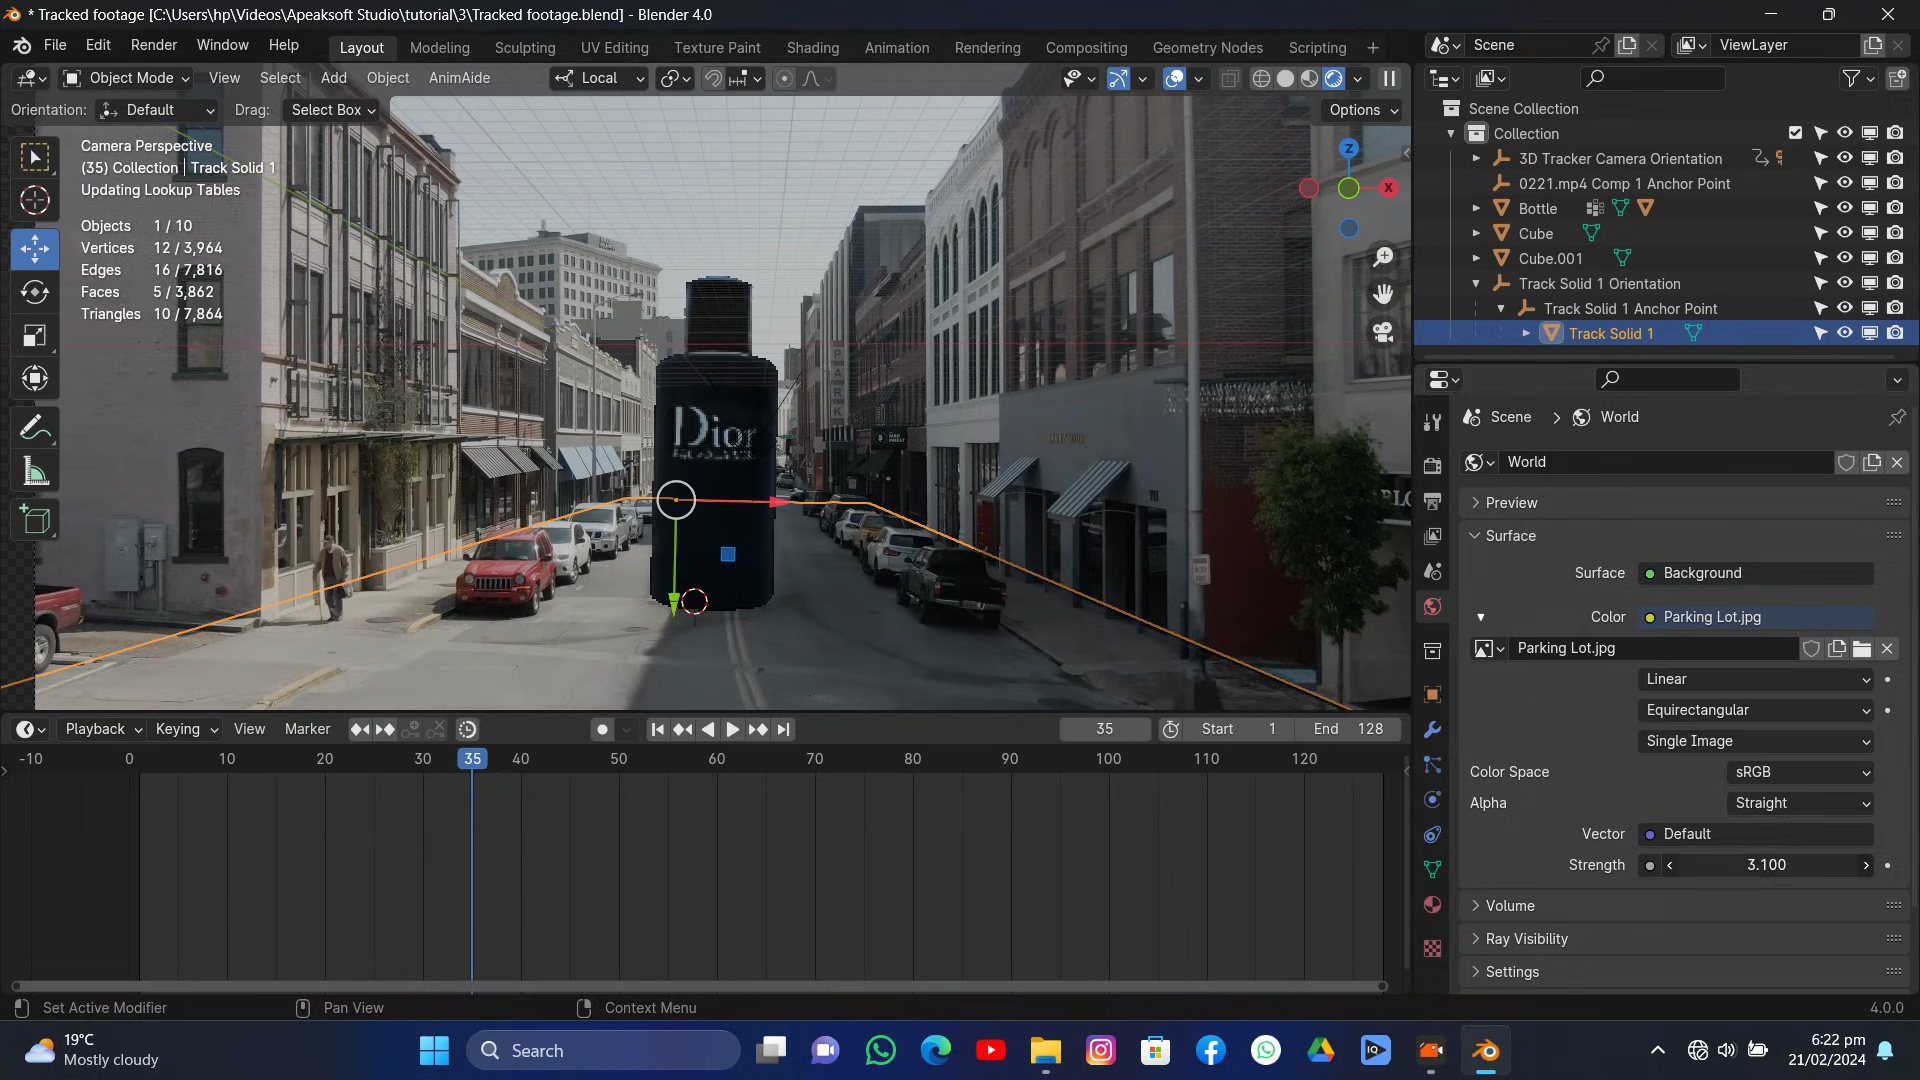 * Tracked footage [C:\Users\hp\Videos\Apeaksoft Studio\tutorial\3\Tracked footage.blend] - Blender 4.0
File Edit Render Window Help
Layout Modeling Sculpting UV Editing Texture Paint Shading Animation Rendering Compositing Geometry Nodes Scripting +
Scene
ViewLayer
Object Mode View Select Add Object AnimAide
Local
Orientation: Default Drag: Select Box
Options
Camera Perspective
(35) Collection | Track Solid 1
Updating Lookup Tables
Objects 1 / 10
Vertices 12 / 3,964
Edges 16 / 7,816
Faces 5 / 3,862
Triangles 10 / 7,864
Z
X
PARK
Dior
Scene Collection
Collection
3D Tracker Camera Orientation
0221.mp4 Comp 1 Anchor Point
Bottle
Cube
Cube.001
Track Solid 1 Orientation
Track Solid 1 Anchor Point
Track Solid 1
Scene > World
World
Preview
Surface
Surface Background
Color Parking Lot.jpg
Parking Lot.jpg
Linear
Equirectangular
Single Image
Color Space sRGB
Alpha Straight
Vector Default
Strength 3.100
Volume
Ray Visibility
Settings
Playback Keying View Marker
35
Start 1 End 128
-10 0 10 20 30 35 40 50 60 70 80 90 100 110 120
Set Active Modifier
Pan View
Context Menu
4.0.0
19°C
Mostly cloudy
Search
6:22 pm
21/02/2024